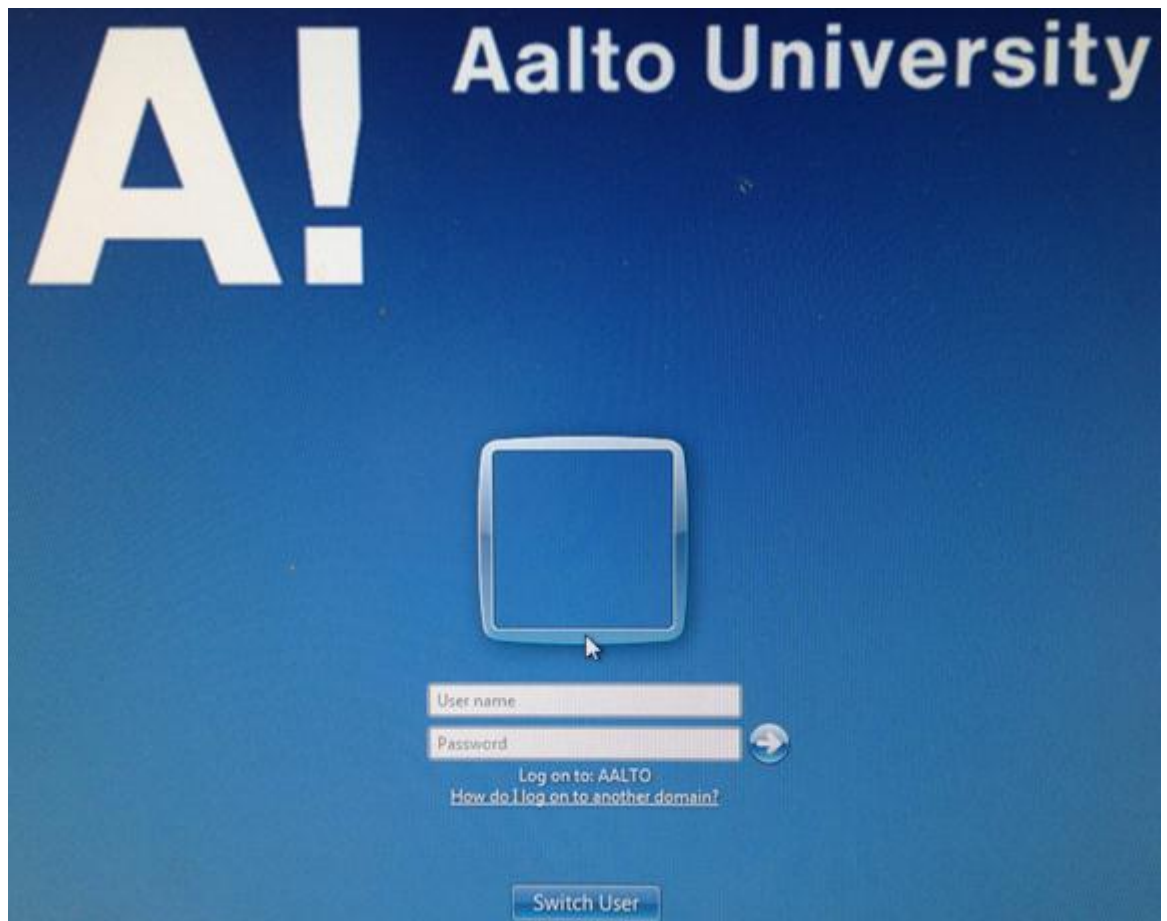 A!
Aalto University
User name
Password
Log on to: AALTO
How do I log on to another domain?
Switch User